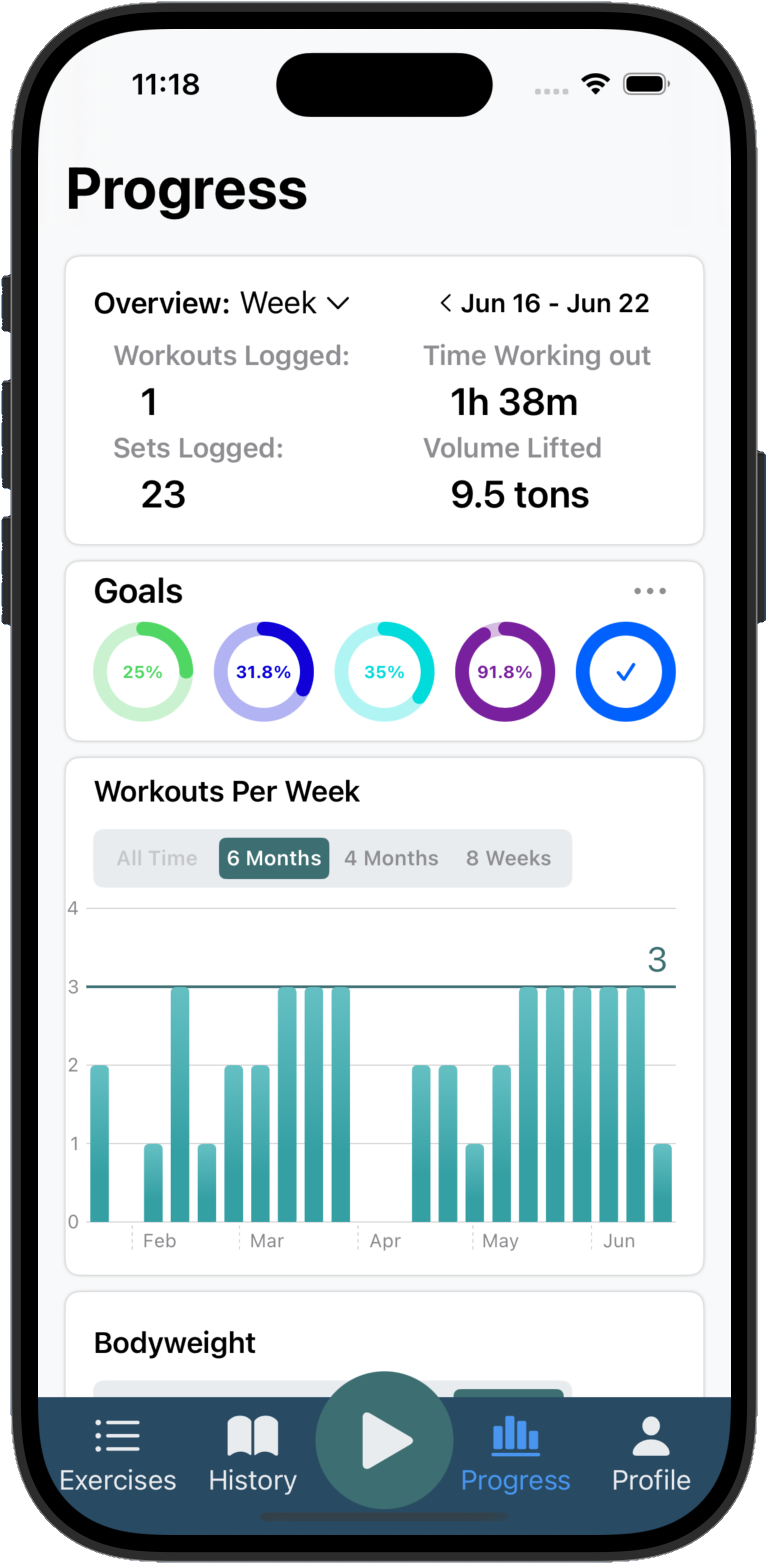 11:18
Progress
Overview: Week
Jun 16 - Jun 22
Workouts Logged:
Time Working out
1
1h 38m
Sets Logged:
Volume Lifted
23
9.5 tons
Goals
25%
31.8%
35%
91.8%
Workouts Per Week
All Time
6 Months
4 Months
8 Weeks
4
3
3
2
1
0
Feb
Mar
Apr
May
Jun
Bodyweight
Exercises
History
Progress
Profile